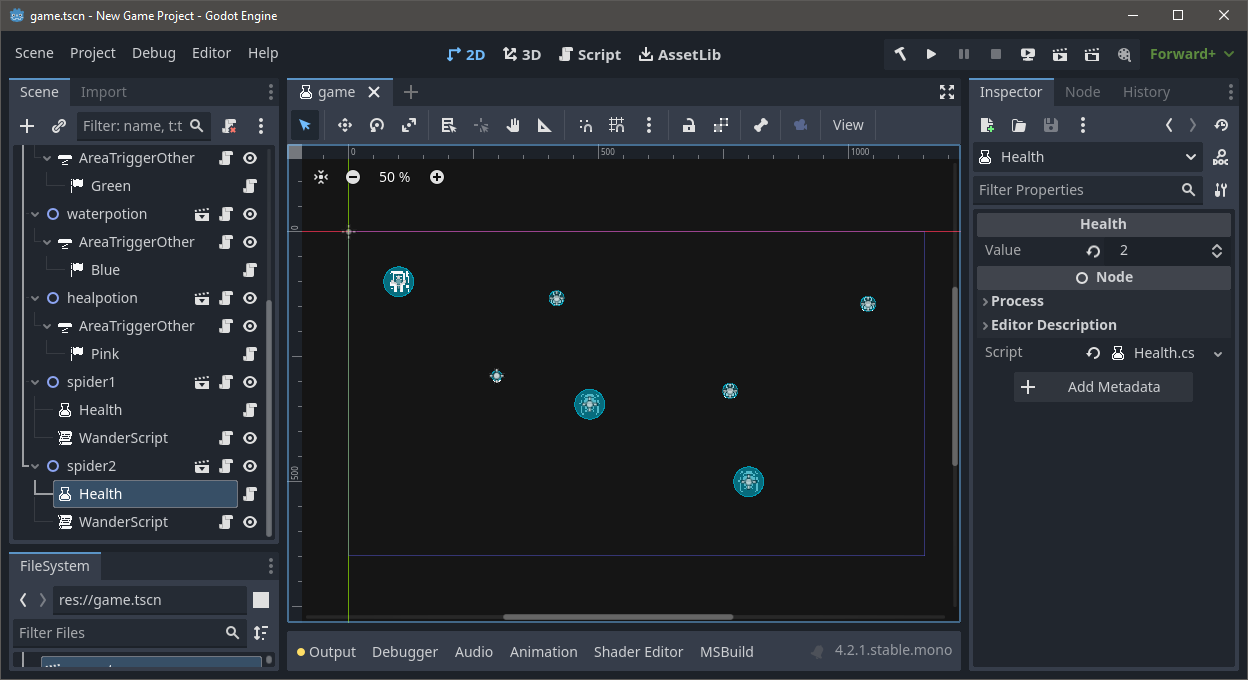 game.tscn - New Game Project - Godot Engine
Scene Project Debug Editor Help
2D 3D Script AssetLib
Forward+
Scene Import
Filter: name, t:t
AreaTriggerOther
Green
waterpotion
AreaTriggerOther
Blue
healpotion
AreaTriggerOther
Pink
spider1
Health
WanderScript
spider2
Health
WanderScript
FileSystem
res://game.tscn
Filter Files
game
View
0 500 1000
50 %
0
500
Output Debugger Audio Animation Shader Editor MSBuild
4.2.1.stable.mono
Inspector Node History
Health
Filter Properties
Health
Value 2
Node
Process
Editor Description
Script Health.cs
Add Metadata